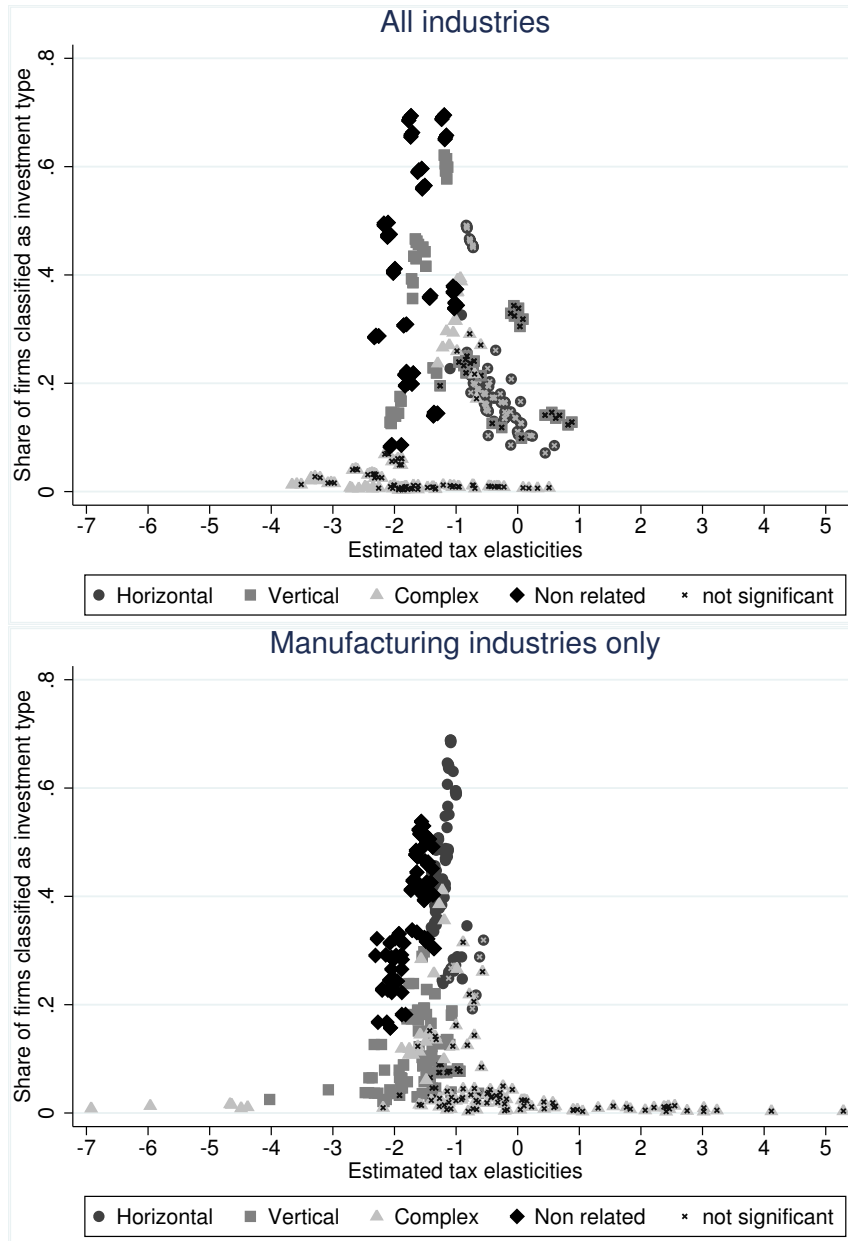 All industries
Share of firms classified as investment type
.8
.6
.4
.2
0
-7 -6 -5 -4 -3 -2 -1 0 1 2 3 4 5
Estimated tax elasticities
Horizontal Vertical Complex Non related not significant
Manufacturing industries only
Share of firms classified as investment type
.8
.6
.4
.2
0
-7 -6 -5 -4 -3 -2 -1 0 1 2 3 4 5
Estimated tax elasticities
Horizontal Vertical Complex Non related not significant